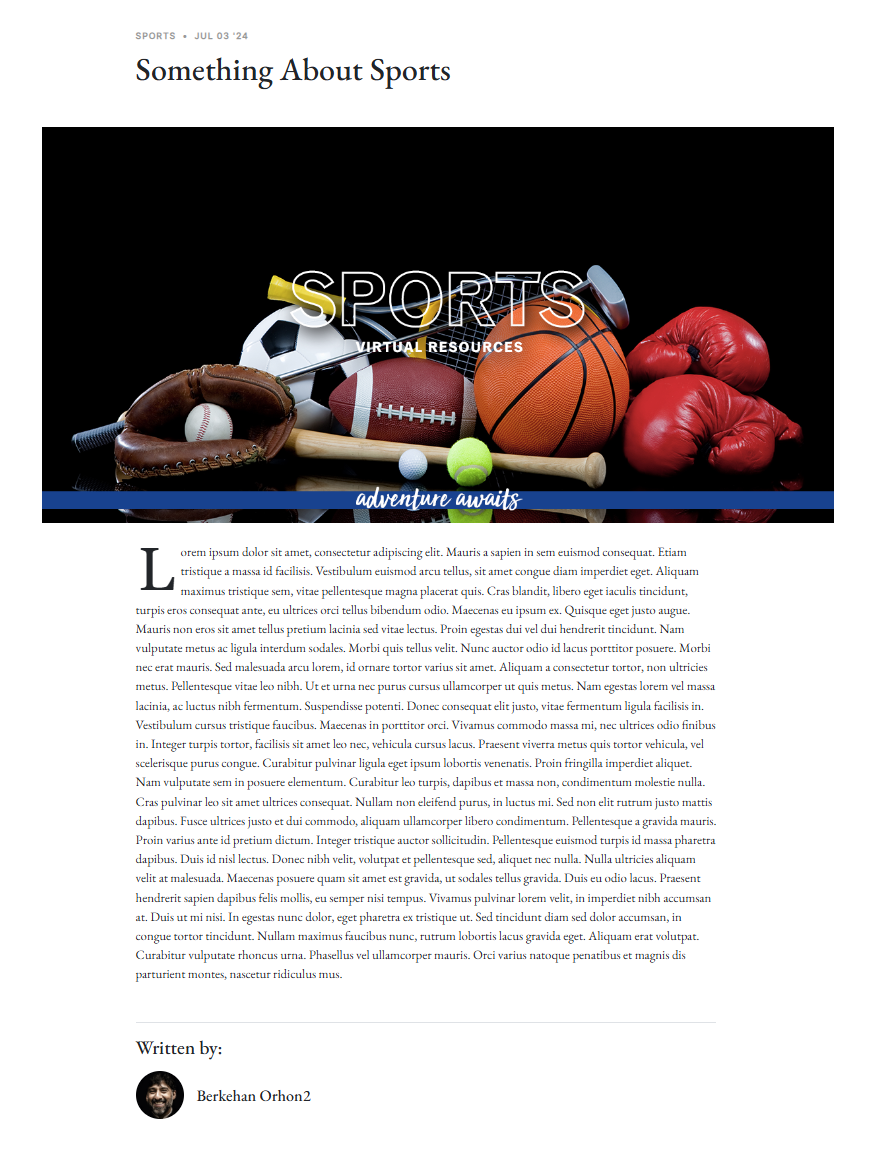 SPORTS • JUL 03 '24
Something About Sports
SPORTS
VIRTUAL RESOURCES
adventure awaits
Lorem ipsum dolor sit amet, consectetur adipiscing elit. Mauris a sapien in sem euismod consequat. Etiam
tristique a massa id facilisis. Vestibulum euismod arcu tellus, sit amet congue diam imperdiet eget. Aliquam
maximus tristique sem, vitae pellentesque magna placerat quis. Cras blandit, libero eget iaculis tincidunt,
turpis eros consequat ante, eu ultrices orci tellus bibendum odio. Maecenas eu ipsum ex. Quisque eget justo augue.
Mauris non eros sit amet tellus pretium lacinia sed vitae lectus. Proin egestas dui vel dui hendrerit tincidunt. Nam
vulputate metus ac ligula interdum sodales. Morbi quis tellus velit. Nunc auctor odio id lacus porttitor posuere. Morbi
nec erat mauris. Sed malesuada arcu lorem, id ornare tortor varius sit amet. Aliquam a consectetur tortor, non ultricies
metus. Pellentesque vitae leo nibh. Ut et urna nec purus cursus ullamcorper ut quis metus. Nam egestas lorem vel massa
lacinia, ac luctus nibh fermentum. Suspendisse potenti. Donec consequat elit justo, vitae fermentum ligula facilisis in.
Vestibulum cursus tristique faucibus. Maecenas in porttitor orci. Vivamus commodo massa mi, nec ultrices odio finibus
in. Integer turpis tortor, facilisis sit amet leo nec, vehicula cursus lacus. Praesent viverra metus quis tortor vehicula, vel
scelerisque purus congue. Curabitur pulvinar ligula eget ipsum lobortis venenatis. Proin fringilla imperdiet aliquet.
Nam vulputate sem in posuere elementum. Curabitur leo turpis, dapibus et massa non, condimentum molestie nulla.
Cras pulvinar leo sit amet ultrices consequat. Nullam non eleifend purus, in luctus mi. Sed non elit rutrum justo mattis
dapibus. Fusce ultrices justo et dui commodo, aliquam ullamcorper libero condimentum. Pellentesque a gravida mauris.
Proin varius ante id pretium dictum. Integer tristique auctor sollicitudin. Pellentesque euismod turpis id massa pharetra
dapibus. Duis id nisl lectus. Donec nibh velit, volutpat et pellentesque sed, aliquet nec nulla. Nulla ultricies aliquam
velit at malesuada. Maecenas posuere quam sit amet est gravida, ut sodales tellus gravida. Duis eu odio lacus. Praesent
hendrerit sapien dapibus felis mollis, eu semper nisi tempus. Vivamus pulvinar lorem velit, in imperdiet nibh accumsan
at. Duis ut mi nisi. In egestas nunc dolor, eget pharetra ex tristique ut. Sed tincidunt diam sed dolor accumsan, in
congue tortor tincidunt. Nullam maximus faucibus nunc, rutrum lobortis lacus gravida eget. Aliquam erat volutpat.
Curabitur vulputate rhoncus urna. Phasellus vel ullamcorper mauris. Orci varius natoque penatibus et magnis dis
parturient montes, nascetur ridiculus mus.
Written by:
Berkehan Orhon2